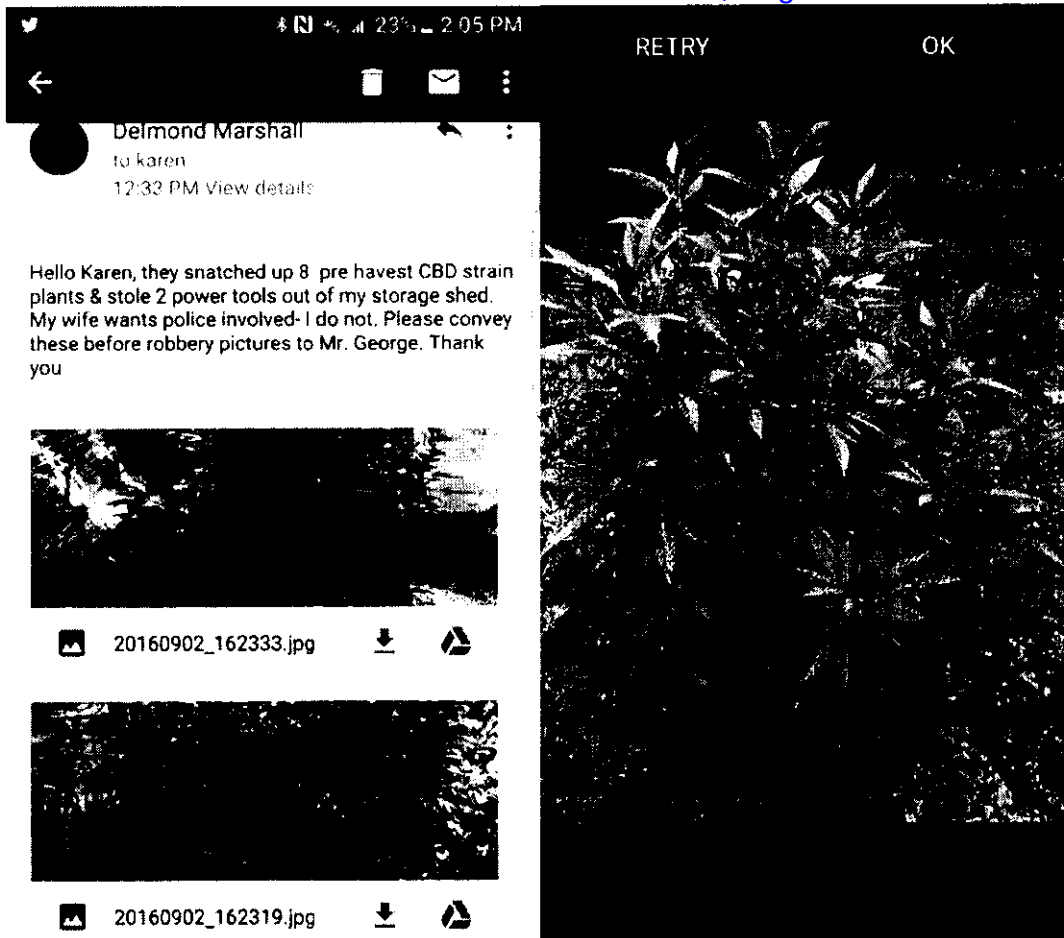 23% 2:05 PM
RETRY OK
Delmond Marshall
to karen
12:33 PM View details
Hello Karen, they snatched up 8 pre havest CBD strain
plants & stole 2 power tools out of my storage shed.
My wife wants police involved- I do not. Please convey
these before robbery pictures to Mr. George. Thank
you
20160902_162333.jpg
20160902_162319.jpg